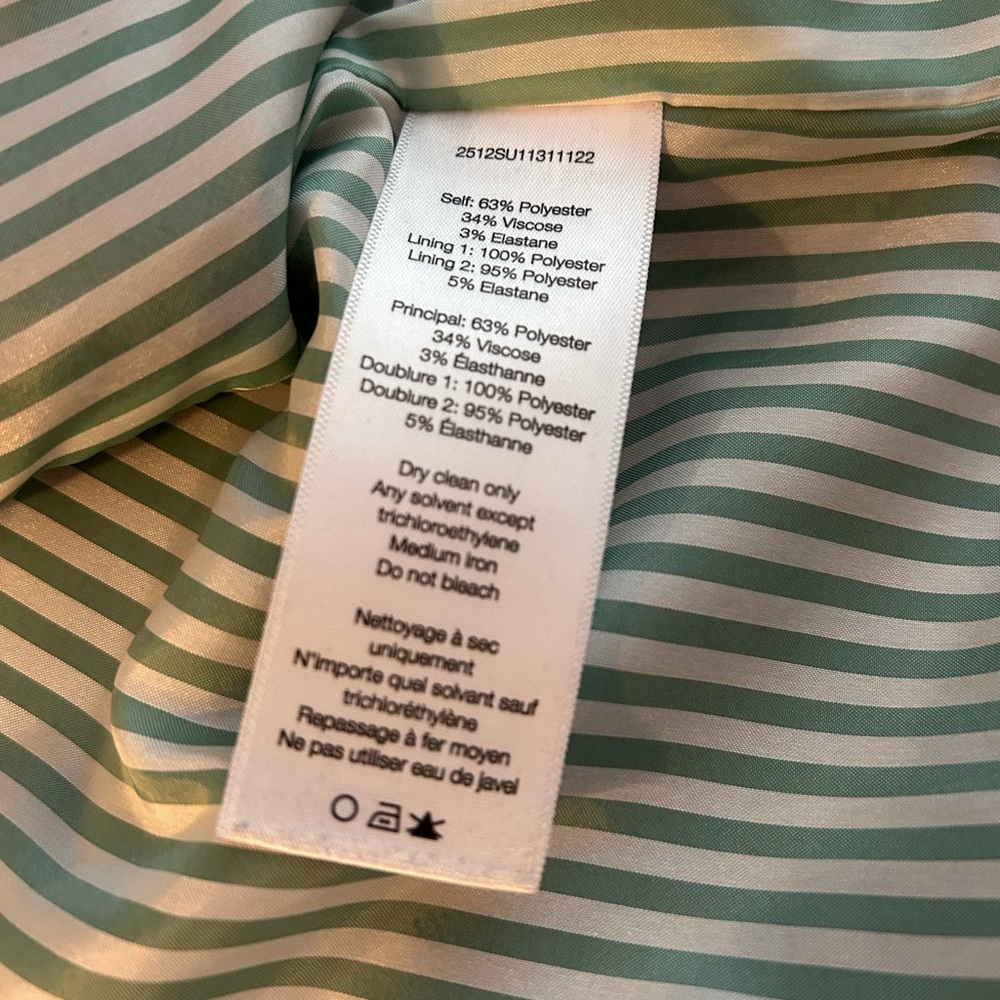 2512SU11311122
Self: 63% Polyester
34% Viscose
3% Elastane
Lining 1: 100% Polyester
Lining 2: 95% Polyester
5% Elastane
Principal: 63% Polyester
34% Viscose
3% Élasthanne
Doublure 1: 100% Polyester
Doublure 2: 95% Polyester
5% Élasthanne
Dry clean only
Any solvent except
trichloroethylene
Medium iron
Do not bleach
Nettoyage à sec
uniquement
N'importe quel solvant sauf
trichloréthylène
Repassage à fer moyen
Ne pas utiliser eau de javel